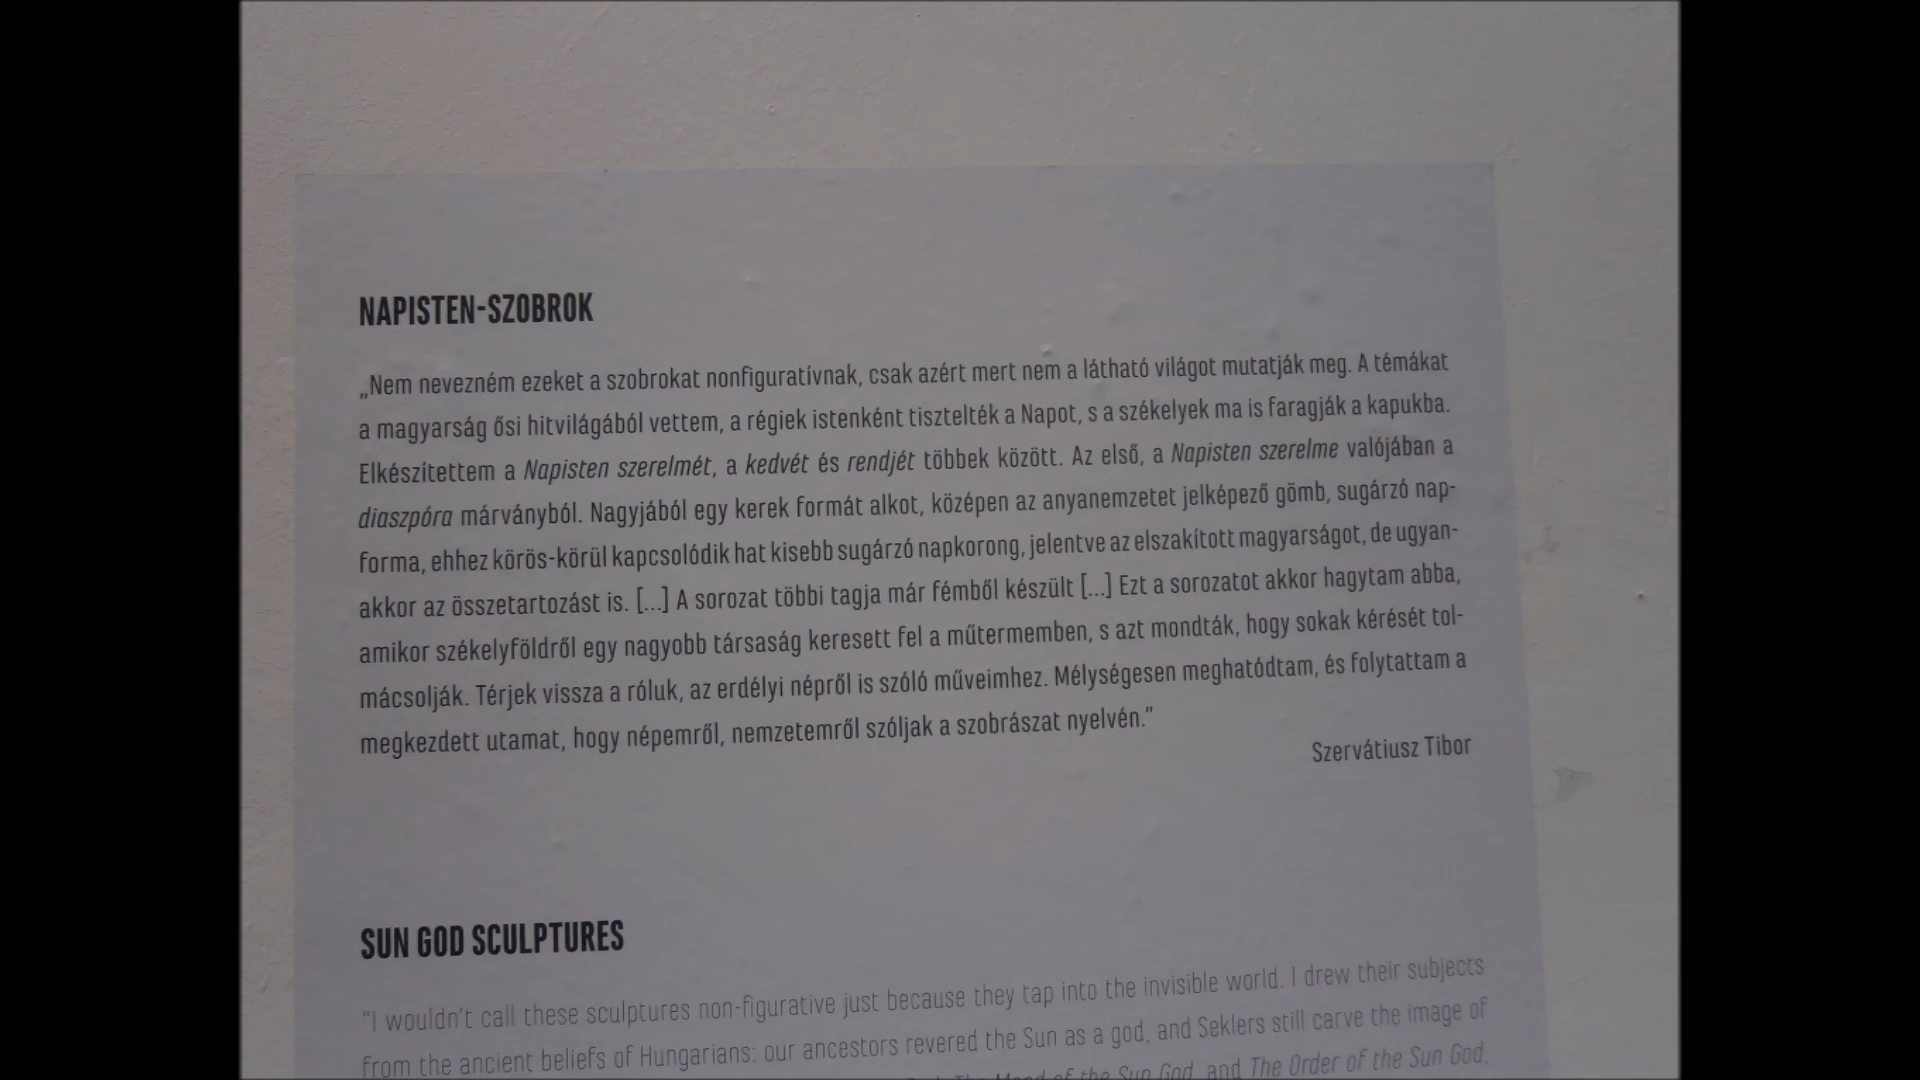 NAPISTEN-SZOBROK
„Nem nevezném ezeket a szobrokat nonfiguratívnak, csak azért mert nem a látható világot mutatják meg. A témákat
a magyarság ősi hitvilágából vettem, a régiek istenként tisztelték a Napot, s a székelyek ma is faragják a kapukba.
Elkészítettem a Napisten szerelmét, a kedvét és rendjét többek között. Az első, a Napisten szerelme valójában a
diaszpóra márványból. Nagyjából egy kerek formát alkot, középen az anyanemzetet jelképező gömb, sugárzó nap-
forma, ehhez körös-körül kapcsolódik hat kisebb sugárzó napkorong, jelentve az elszakított magyarságot, de ugyan-
akkor az összetartozást is. [...] A sorozat többi tagja már fémből készült [...] Ezt a sorozatot akkor hagytam abba,
amikor székelyföldről egy nagyobb társaság keresett fel a műtermemben, s azt mondták, hogy sokak kérését tol-
mácsolják. Térjek vissza a róluk, az erdélyi népről is szóló műveimhez. Mélységesen meghatódtam, és folytattam a
megkezdett utamat, hogy népemről, nemzetemről szóljak a szobrászat nyelvén.”
Szervátiusz Tibor
SUN GOD SCULPTURES
“I wouldn't call these sculptures non-figurative just because they tap into the invisible world. I drew their subjects
from the ancient beliefs of Hungarians: our ancestors revered the Sun as a god, and Seklers still carve the image of
of the Sun God, and The Order of the Sun God,